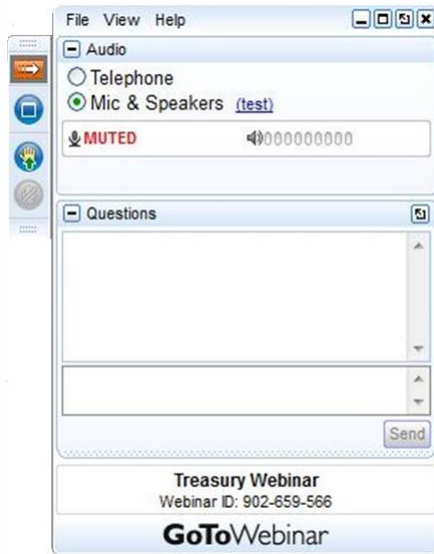 File View Help
Audio
Telephone
Mic & Speakers (test)
MUTED
Questions
Send
Treasury Webinar
Webinar ID: 902-659-566
GoToWebinar